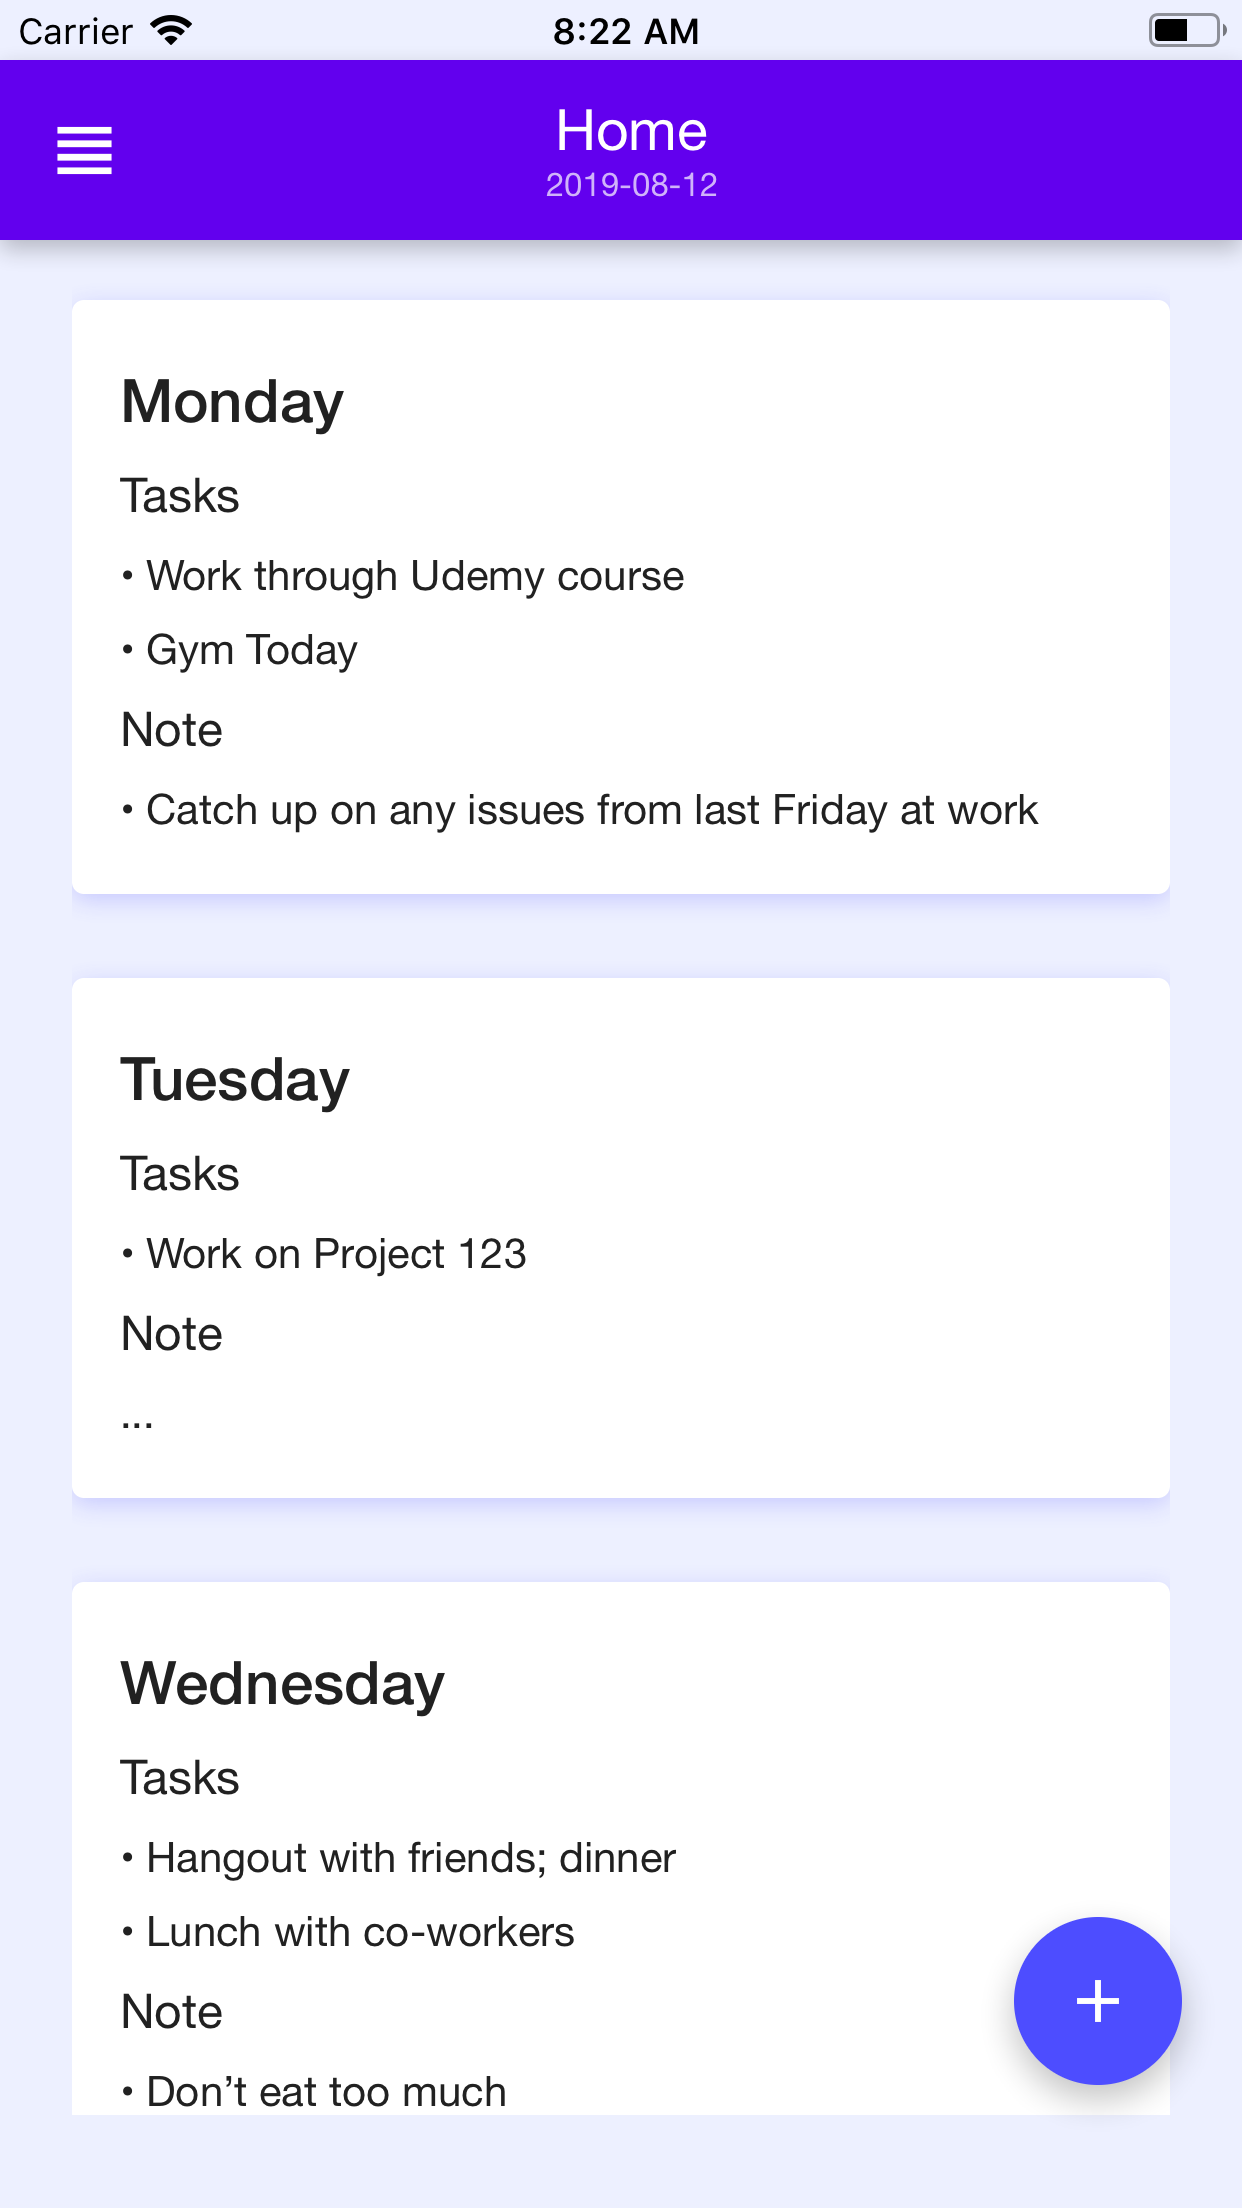 Carrier
8:22 AM
Home
2019-08-12
Monday
Tasks
• Work through Udemy course
• Gym Today
Note
• Catch up on any issues from last Friday at work
Tuesday
Tasks
• Work on Project 123
Note
...
Wednesday
Tasks
• Hangout with friends; dinner
• Lunch with co-workers
Note
• Don’t eat too much
+